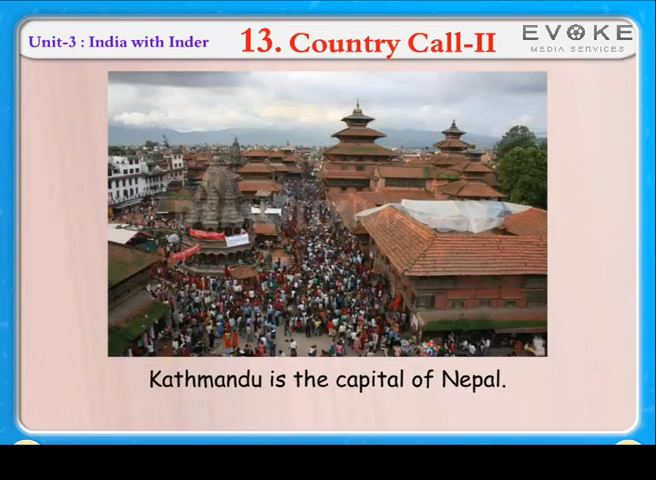 Unit-3 : India with Inder
13. Country Call-II
EVOKE
MEDIA SERVICES
Kathmandu is the capital of Nepal.